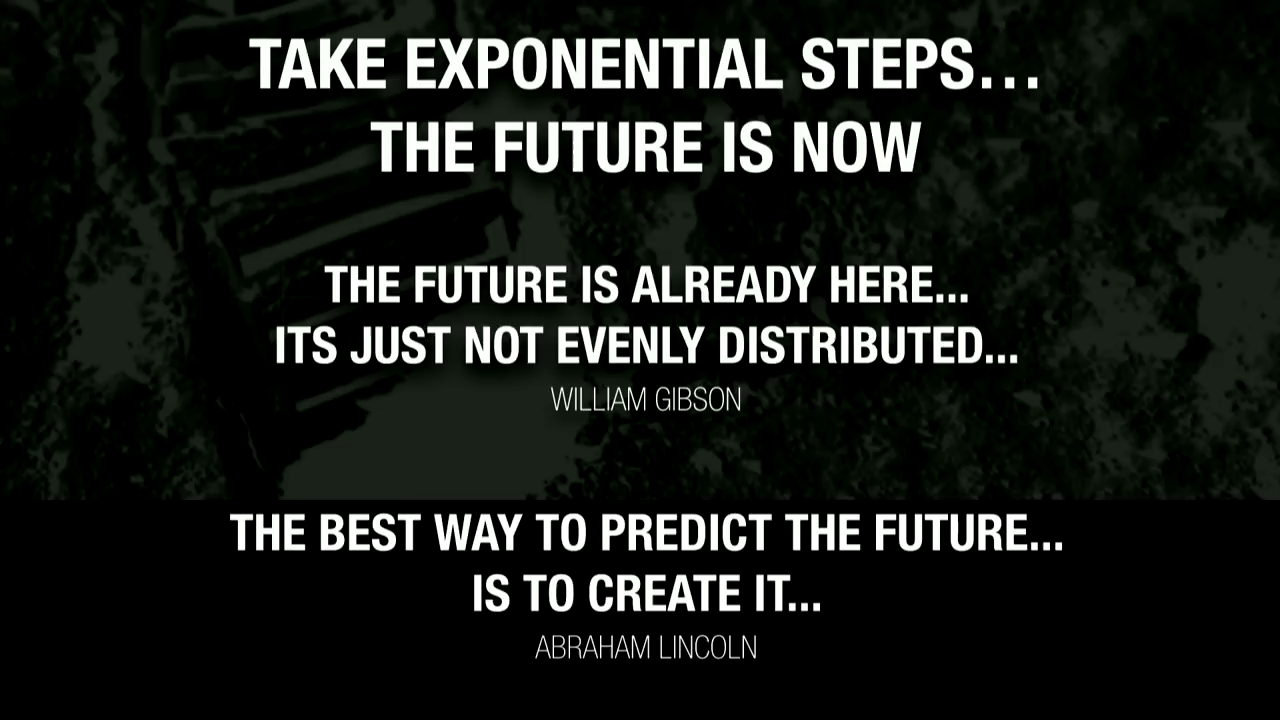 TAKE EXPONENTIAL STEPS...
THE FUTURE IS NOW
THE FUTURE IS ALREADY HERE...
ITS JUST NOT EVENLY DISTRIBUTED...
WILLIAM GIBSON
THE BEST WAY TO PREDICT THE FUTURE...
IS TO CREATE IT...
ABRAHAM LINCOLN